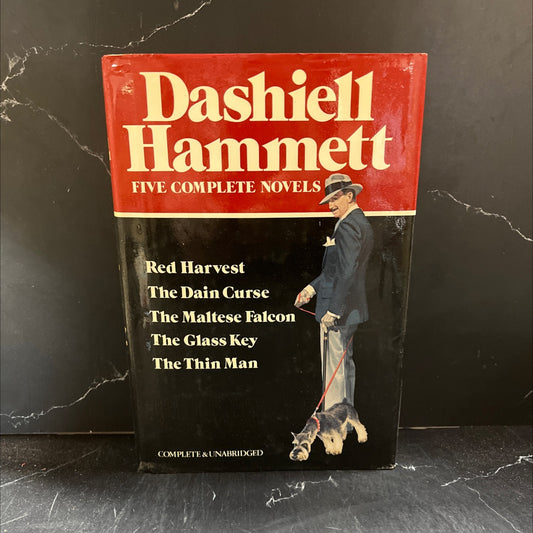 Dashiell
Hammett
FIVE COMPLETE NOVELS
Red Harvest
The Dain Curse
The Maltese Falcon
The Glass Key
The Thin Man
COMPLETE & UNABRIDGED